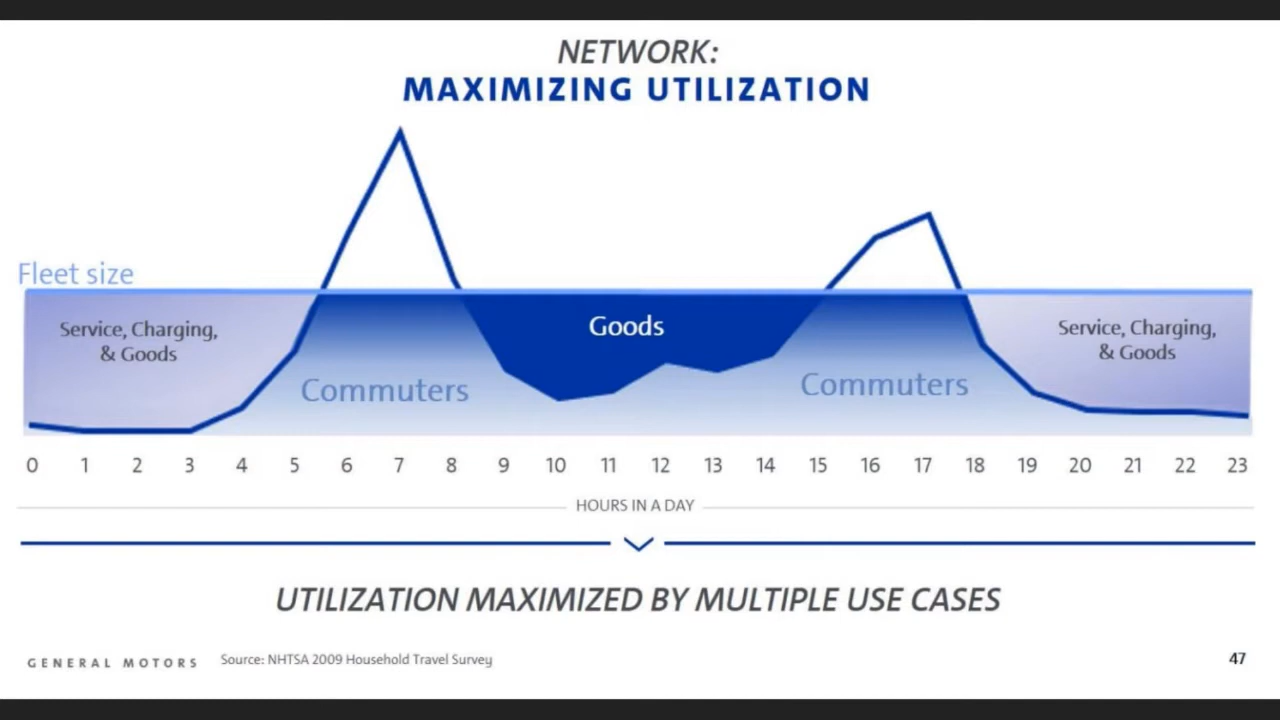 NETWORK:
MAXIMIZING UTILIZATION
Fleet size
Service, Charging,
& Goods
Commuters
Goods
Commuters
Service, Charging,
& Goods
0 1 2 3 4 5 6 7 8 9 10 11 12 13 14 15 16 17 18 19 20 21 22 23
HOURS IN A DAY
UTILIZATION MAXIMIZED BY MULTIPLE USE CASES
GENERAL MOTORS Source: NHTSA 2009 Household Travel Survey 47